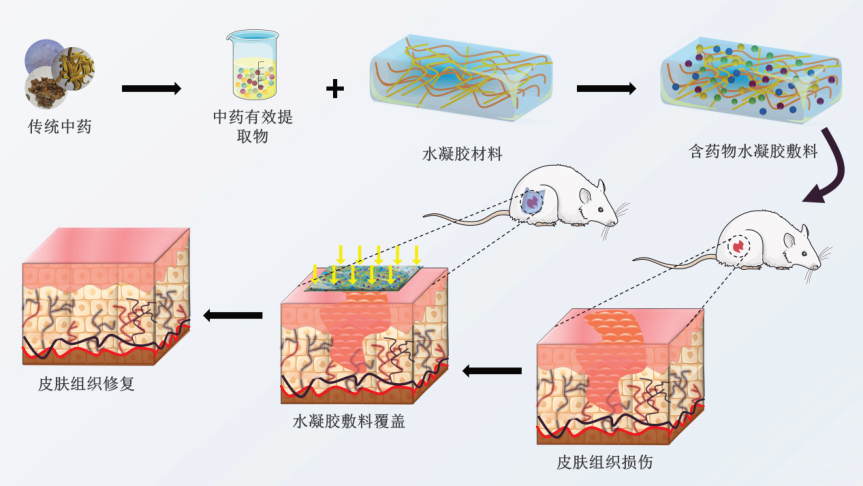 传统中药
中药有效提
取物
水凝胶材料
含药物水凝胶敷料
皮肤组织修复
水凝胶敷料覆盖
皮肤组织损伤